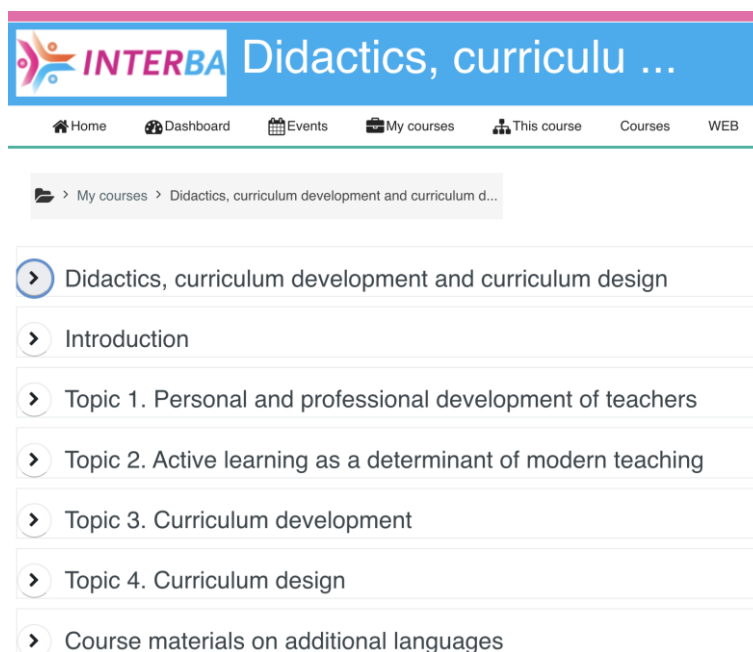 INTERBA Didactics, curriculu ...
Home Dashboard Events My courses This course Courses WEB
> My courses > Didactics, curriculum development and curriculum d...
Didactics, curriculum development and curriculum design
Introduction
Topic 1. Personal and professional development of teachers
Topic 2. Active learning as a determinant of modern teaching
Topic 3. Curriculum development
Topic 4. Curriculum design
Course materials on additional languages